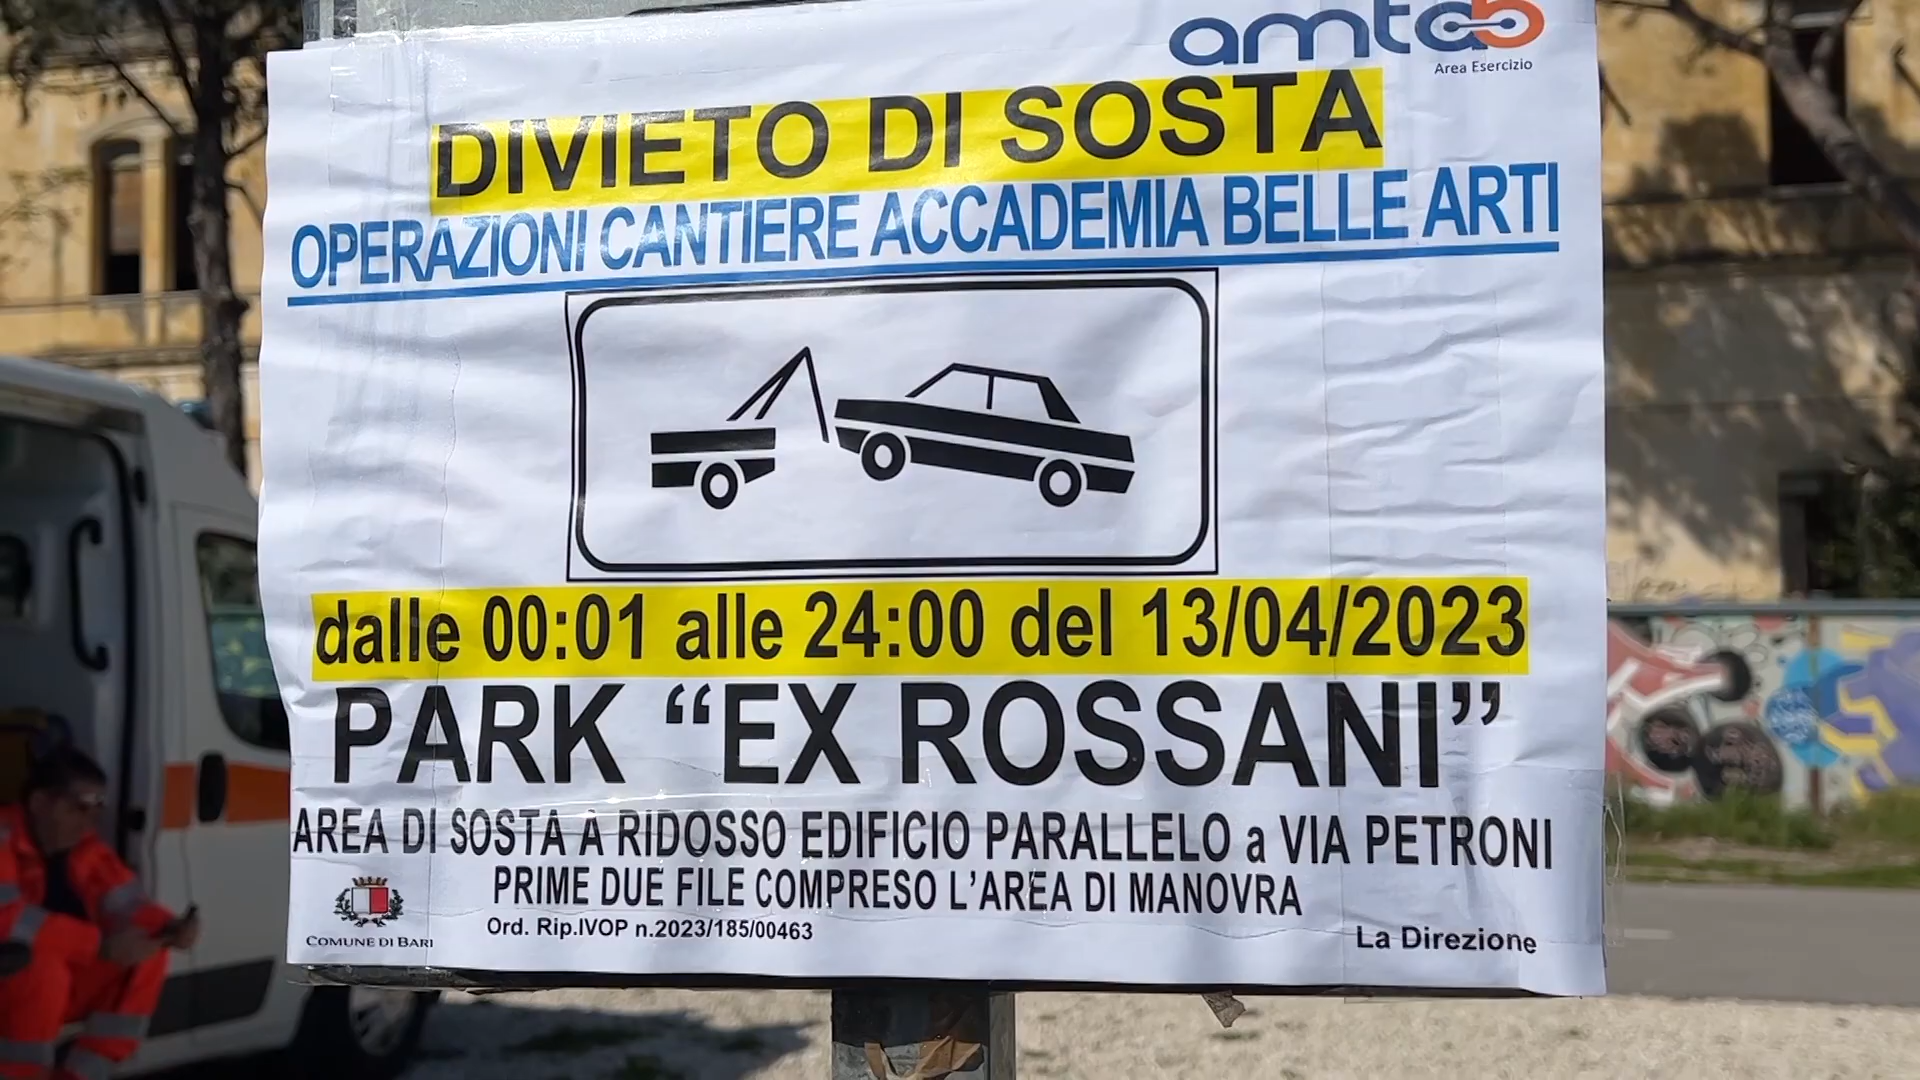 amtab
Area Esercizio
DIVIETO DI SOSTA
OPERAZIONI CANTIERE ACCADEMIA BELLE ARTI
dalle 00:01 alle 24:00 del 13/04/2023
PARK “EX ROSSANI”
AREA DI SOSTA A RIDOSSO EDIFICIO PARALLELO a VIA PETRONI
PRIME DUE FILE COMPRESO L’AREA DI MANOVRA
Ord. Rip.IVOP n.2023/185/00463
COMUNE DI BARI
La Direzione